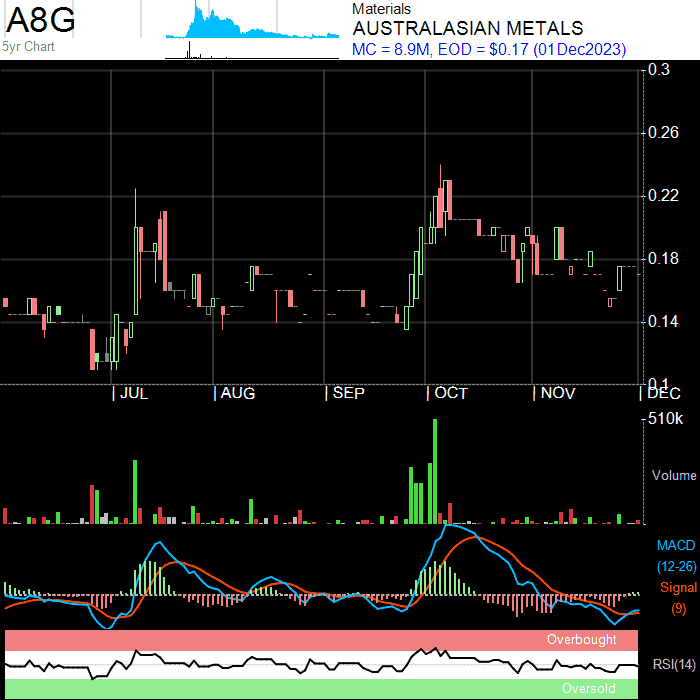 A8G
5yr Chart
Materials
AUSTRALASIAN METALS
MC = 8.9M, EOD = $0.17 (01Dec2023)
0.3
0.26
0.22
0.18
0.14
0.1
JUL AUG SEP OCT NOV DEC
510k
Volume
MACD
(12-26)
Signal
(9)
Overbought
RSI(14)
Oversold